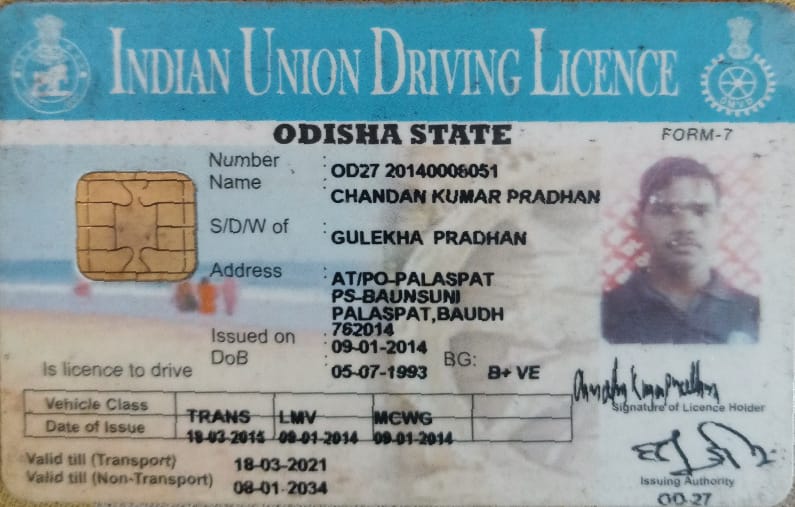 INDIAN UNION DRIVING LICENCE
ODISHA STATE
FORM-7
Number : OD27 20140006051
Name : CHANDAN KUMAR PRADHAN
S/D/W of : GULEKHA PRADHAN
Address : AT/PO-PALASPAT
PS-BAUNSUNI
PALASPAT,BAUDH
762014
Issued on : 09-01-2014
DoB : 05-07-1993 BG: B+ VE
Is licence to drive
Vehicle Class TRANS LMV MCWG
Date of Issue 18-03-2015 09-01-2014 09-01-2014
Valid till (Transport) 18-03-2021
Valid till (Non-Transport) 08-01-2034
Signature of Licence Holder
Issuing Authority
OD-27